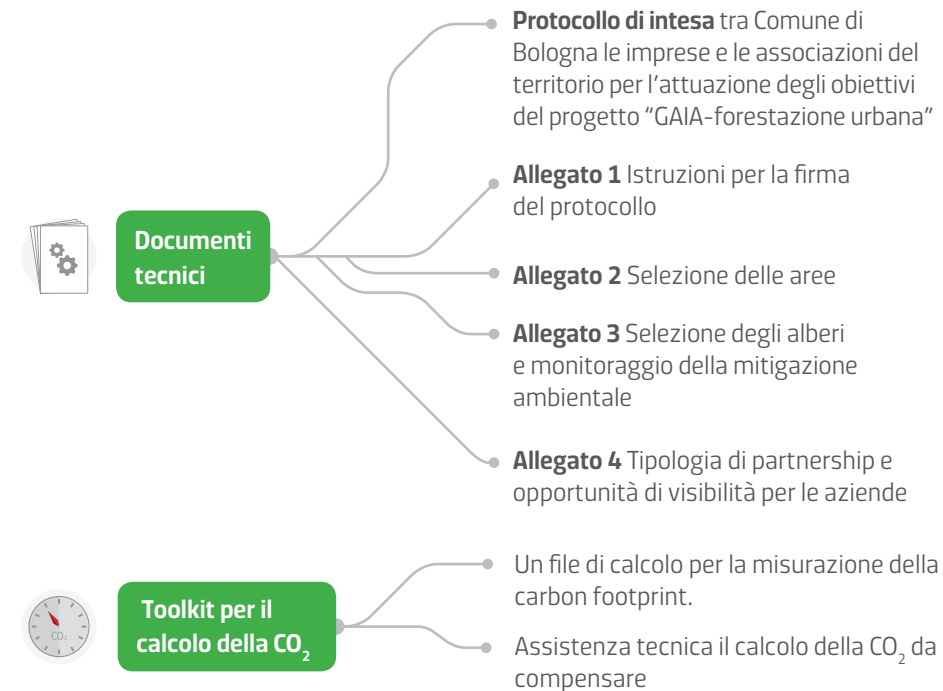 Protocollo di intesa tra Comune di
Bologna le imprese e le associazioni del
territorio per l'attuazione degli obiettivi
del progetto “GAIA-forestazione urbana”
Allegato 1 Istruzioni per la firma
del protocollo
Documenti
tecnici
Allegato 2 Selezione delle aree
Allegato 3 Selezione degli alberi
e monitoraggio della mitigazione
ambientale
Allegato 4 Tipologia di partnership e
opportunità di visibilità per le aziende
Toolkit per il
calcolo della CO₂
CO₂
Un file di calcolo per la misurazione della
carbon footprint.
Assistenza tecnica il calcolo della CO₂ da
compensare